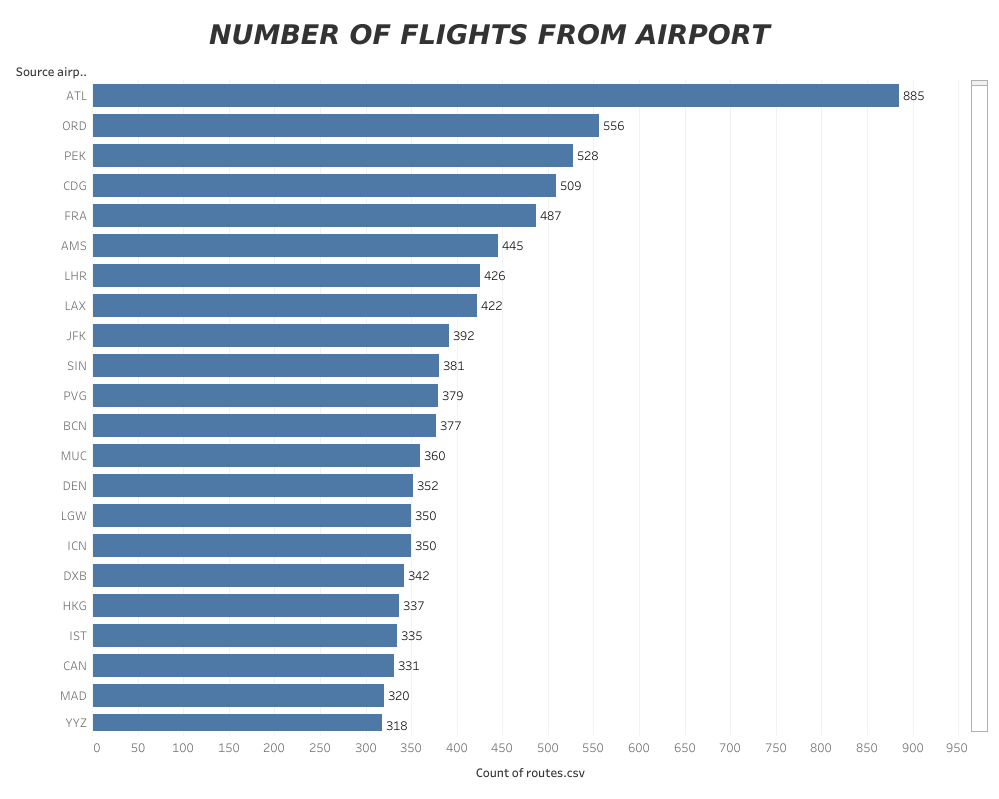 NUMBER OF FLIGHTS FROM AIRPORT
Source airp..
ATL 885
ORD 556
PEK 528
CDG 509
FRA 487
AMS 445
LHR 426
LAX 422
JFK 392
SIN 381
PVG 379
BCN 377
MUC 360
DEN 352
LGW 350
ICN 350
DXB 342
HKG 337
IST 335
CAN 331
MAD 320
YYZ 318
0 50 100 150 200 250 300 350 400 450 500 550 600 650 700 750 800 850 900 950
Count of routes.csv